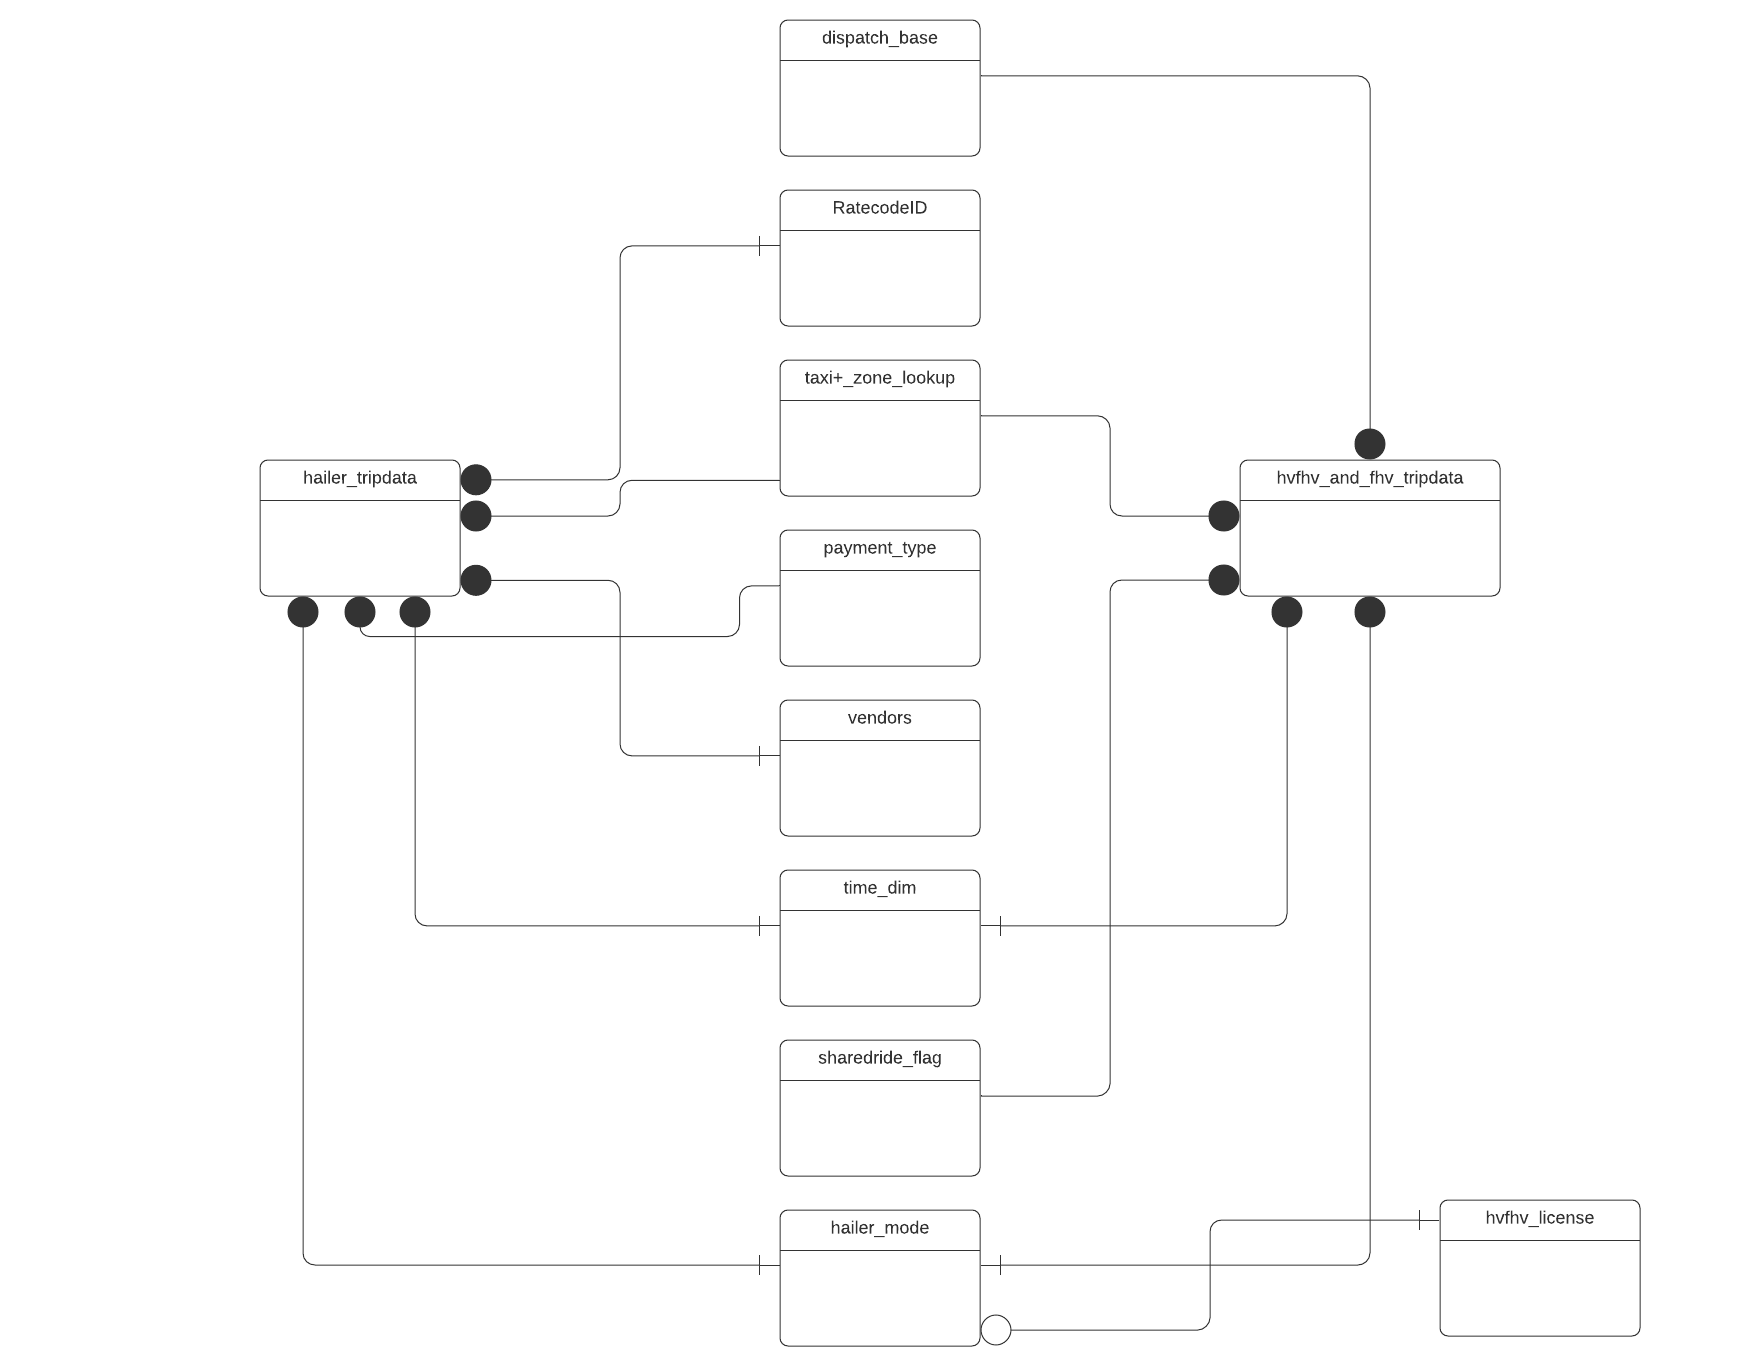 dispatch_base
RatecodeID
taxi+_zone_lookup
hailer_tripdata
hvfhv_and_fhv_tripdata
payment_type
vendors
time_dim
sharedride_flag
hailer_mode
hvfhv_license